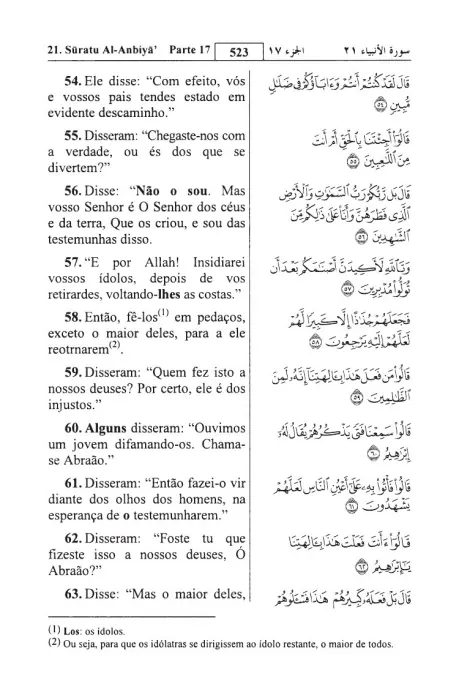 21. Sūratu Al-Anbiyā’ Parte 17 523 الجزء ١٧ سورة الأنبياء ٢١
54. Ele disse: “Com efeito, vós
e vossos pais tendes estado em
evidente descaminho.”
55. Disseram: “Chegaste-nos com
a verdade, ou és dos que se
divertem?”
56. Disse: “Não o sou. Mas
vosso Senhor é O Senhor dos céus
e da terra, Que os criou, e sou das
testemunhas disso.
57. “E por Allah! Insidiarei
vossos ídolos, depois de vos
retirardes, voltando-lhes as costas.”
58. Então, fê-los(1) em pedaços,
exceto o maior deles, para a ele
reotrnarem(2).
59. Disseram: “Quem fez isto a
nossos deuses? Por certo, ele é dos
injustos.”
60. Alguns disseram: “Ouvimos
um jovem difamando-os. Chama-
se Abraão.”
61. Disseram: “Então fazei-o vir
diante dos olhos dos homens, na
esperança de o testemunharem.”
62. Disseram: “Foste tu que
fizeste isso a nossos deuses, Ó
Abraão?”
63. Disse: “Mas o maior deles,
قَالَ لَقَدْ كُنتُمْ أَنتُمْ وَءَابَآؤُكُمْ فِي ضَلَٰلٍ
مُّبِينٍ ٥٤
قَالُوٓا۟ أَجِئْتَنَا بِٱلْحَقِّ أَمْ أَنتَ
مِنَ ٱللَّٰعِبِينَ ٥٥
قَالَ بَل رَّبُّكُمْ رَبُّ ٱلسَّمَٰوَٰتِ وَٱلْأَرْضِ
ٱلَّذِى فَطَرَهُنَّ وَأَنَا۠ عَلَىٰ ذَٰلِكُم مِّنَ
ٱلشَّٰهِدِينَ ٥٦
وَتَٱللَّهِ لَأَكِيدَنَّ أَصْنَٰمَكُم بَعْدَ أَن
تُوَلُّوا۟ مُدْبِرِينَ ٥٧
فَجَعَلَهُمْ جُذَٰذًا إِلَّا كَبِيرًا لَّهُمْ
لَعَلَّهُمْ إِلَيْهِ يَرْجِعُونَ ٥٨
قَالُوا۟ مَن فَعَلَ هَٰذَا بِـَٔالِهَتِنَآ إِنَّهُۥ لَمِنَ
ٱلظَّٰلِمِينَ ٥٩
قَالُوا۟ سَمِعْنَا فَتًى يَذْكُرُهُمْ يُقَالُ لَهُۥٓ
إِبْرَٰهِيمُ ٦٠
قَالُوا۟ فَأْتُوا۟ بِهِۦ عَلَىٰٓ أَعْيُنِ ٱلنَّاسِ لَعَلَّهُمْ
يَشْهَدُونَ ٦١
قَالُوٓا۟ ءَأَنتَ فَعَلْتَ هَٰذَا بِـَٔالِهَتِنَا
يَٰٓإِبْرَٰهِيمُ ٦٢
قَالَ بَلْ فَعَلَهُۥ كَبِيرُهُمْ هَٰذَا فَسْـَٔلُوهُمْ
(1) Los: os ídolos.
(2) Ou seja, para que os idólatras se dirigissem ao ídolo restante, o maior de todos.